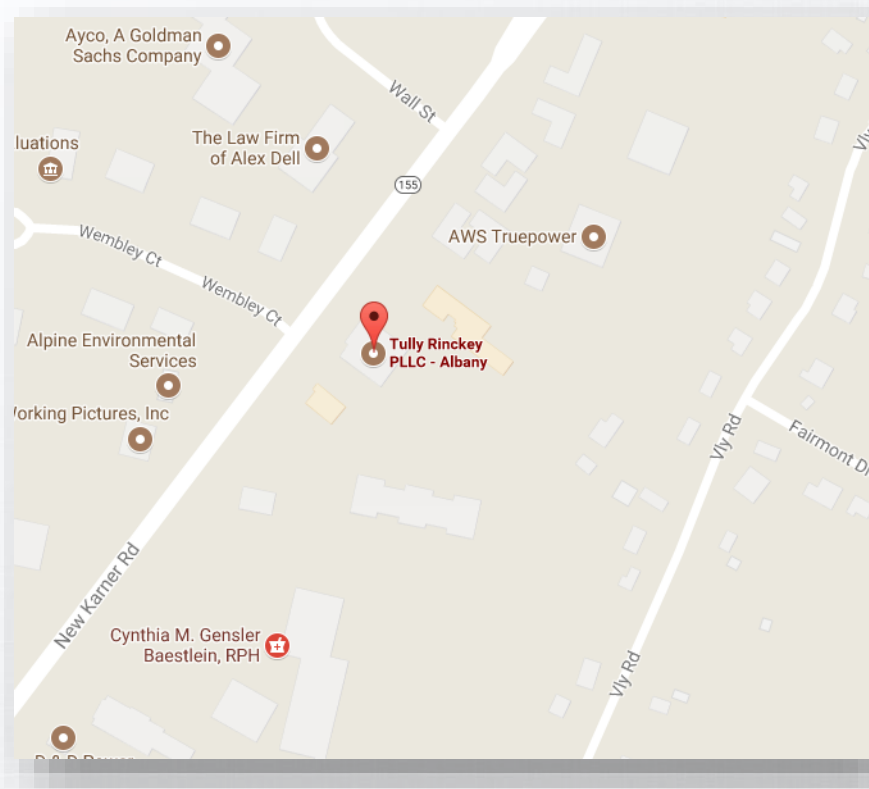 Ayco, A Goldman
Sachs Company
Wall St
The Law Firm
of Alex Dell
luations
155
Vly
AWS Truepower
Wembley Ct
Wembley Ct
Alpine Environmental
Services
Tully Rinckey
PLLC - Albany
orking Pictures, Inc
Vly Rd
Fairmont Dr
New Karner Rd
Cynthia M. Gensler
Baestlein, RPH
Vly Rd